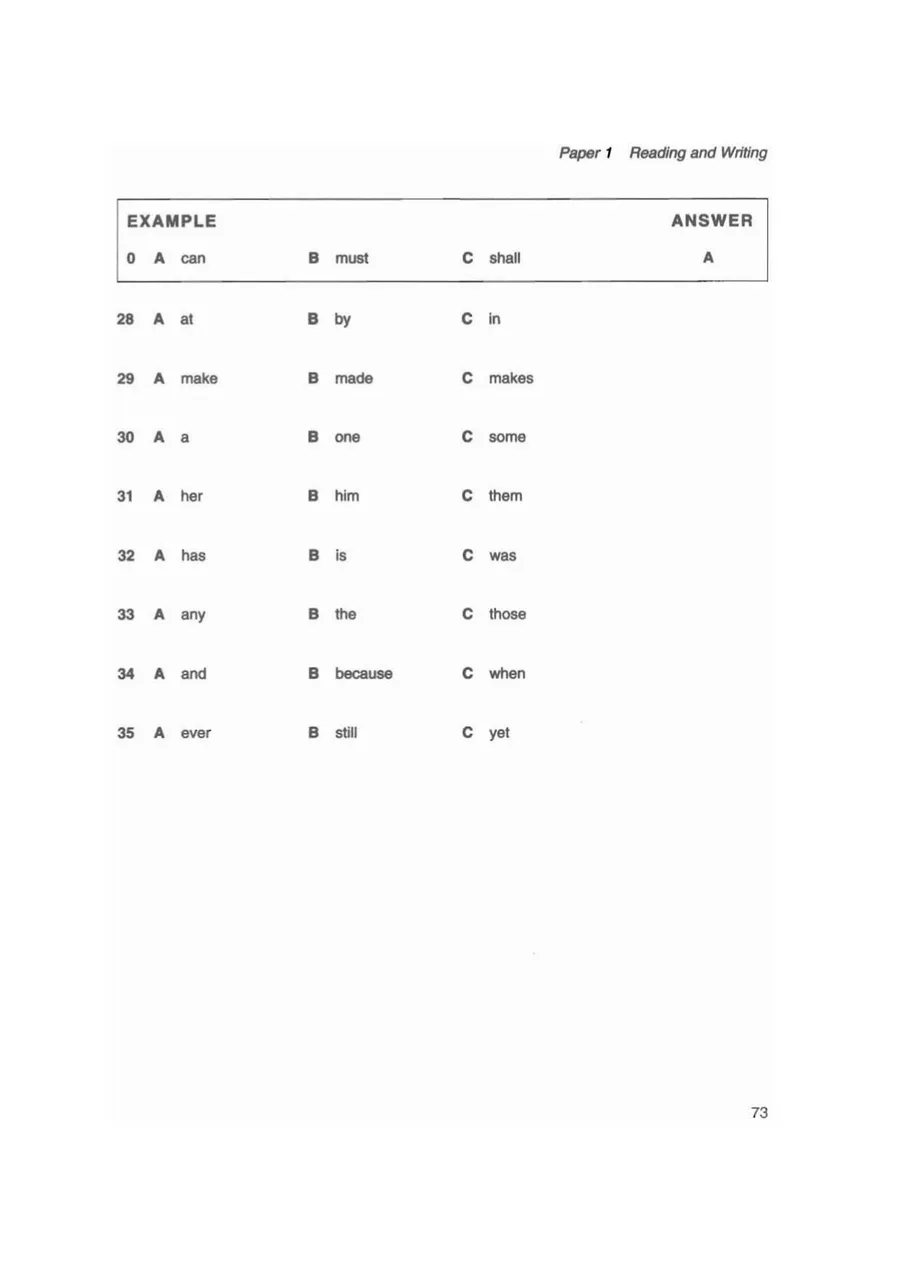 Paper 1 Reading and Writing
EXAMPLE ANSWER
0 A can B must C shall A
28 A at B by C in
29 A make B made C makes
30 A a B one C some
31 A her B him C them
32 A has B is C was
33 A any B the C those
34 A and B because C when
35 A ever B still C yet
73